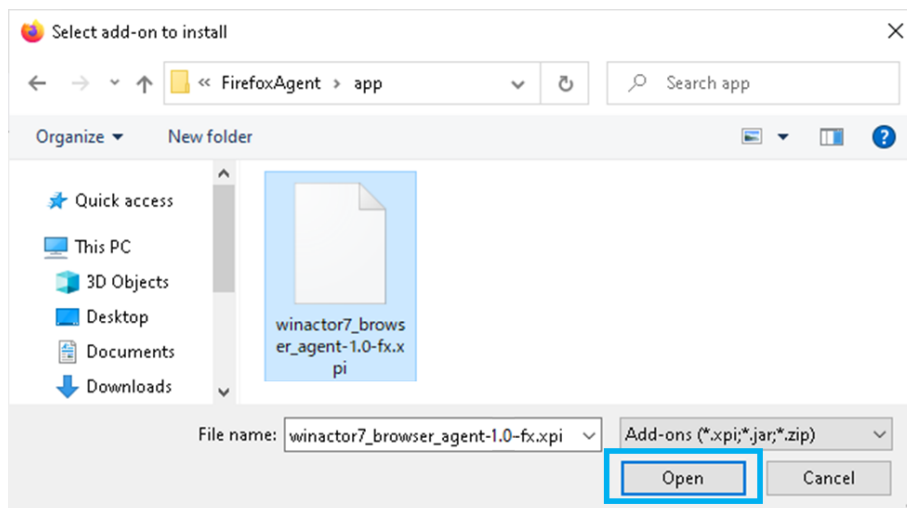 Select add-on to install
« FirefoxAgent > app
Search app
Organize
New folder
?
Quick access
This PC
3D Objects
Desktop
Documents
Downloads
winactor7_brows
er_agent-1.0-fx.x
pi
File name:
winactor7_browser_agent-1.0-fx.xpi
Add-ons (*.xpi;*.jar;*.zip)
Open
Cancel